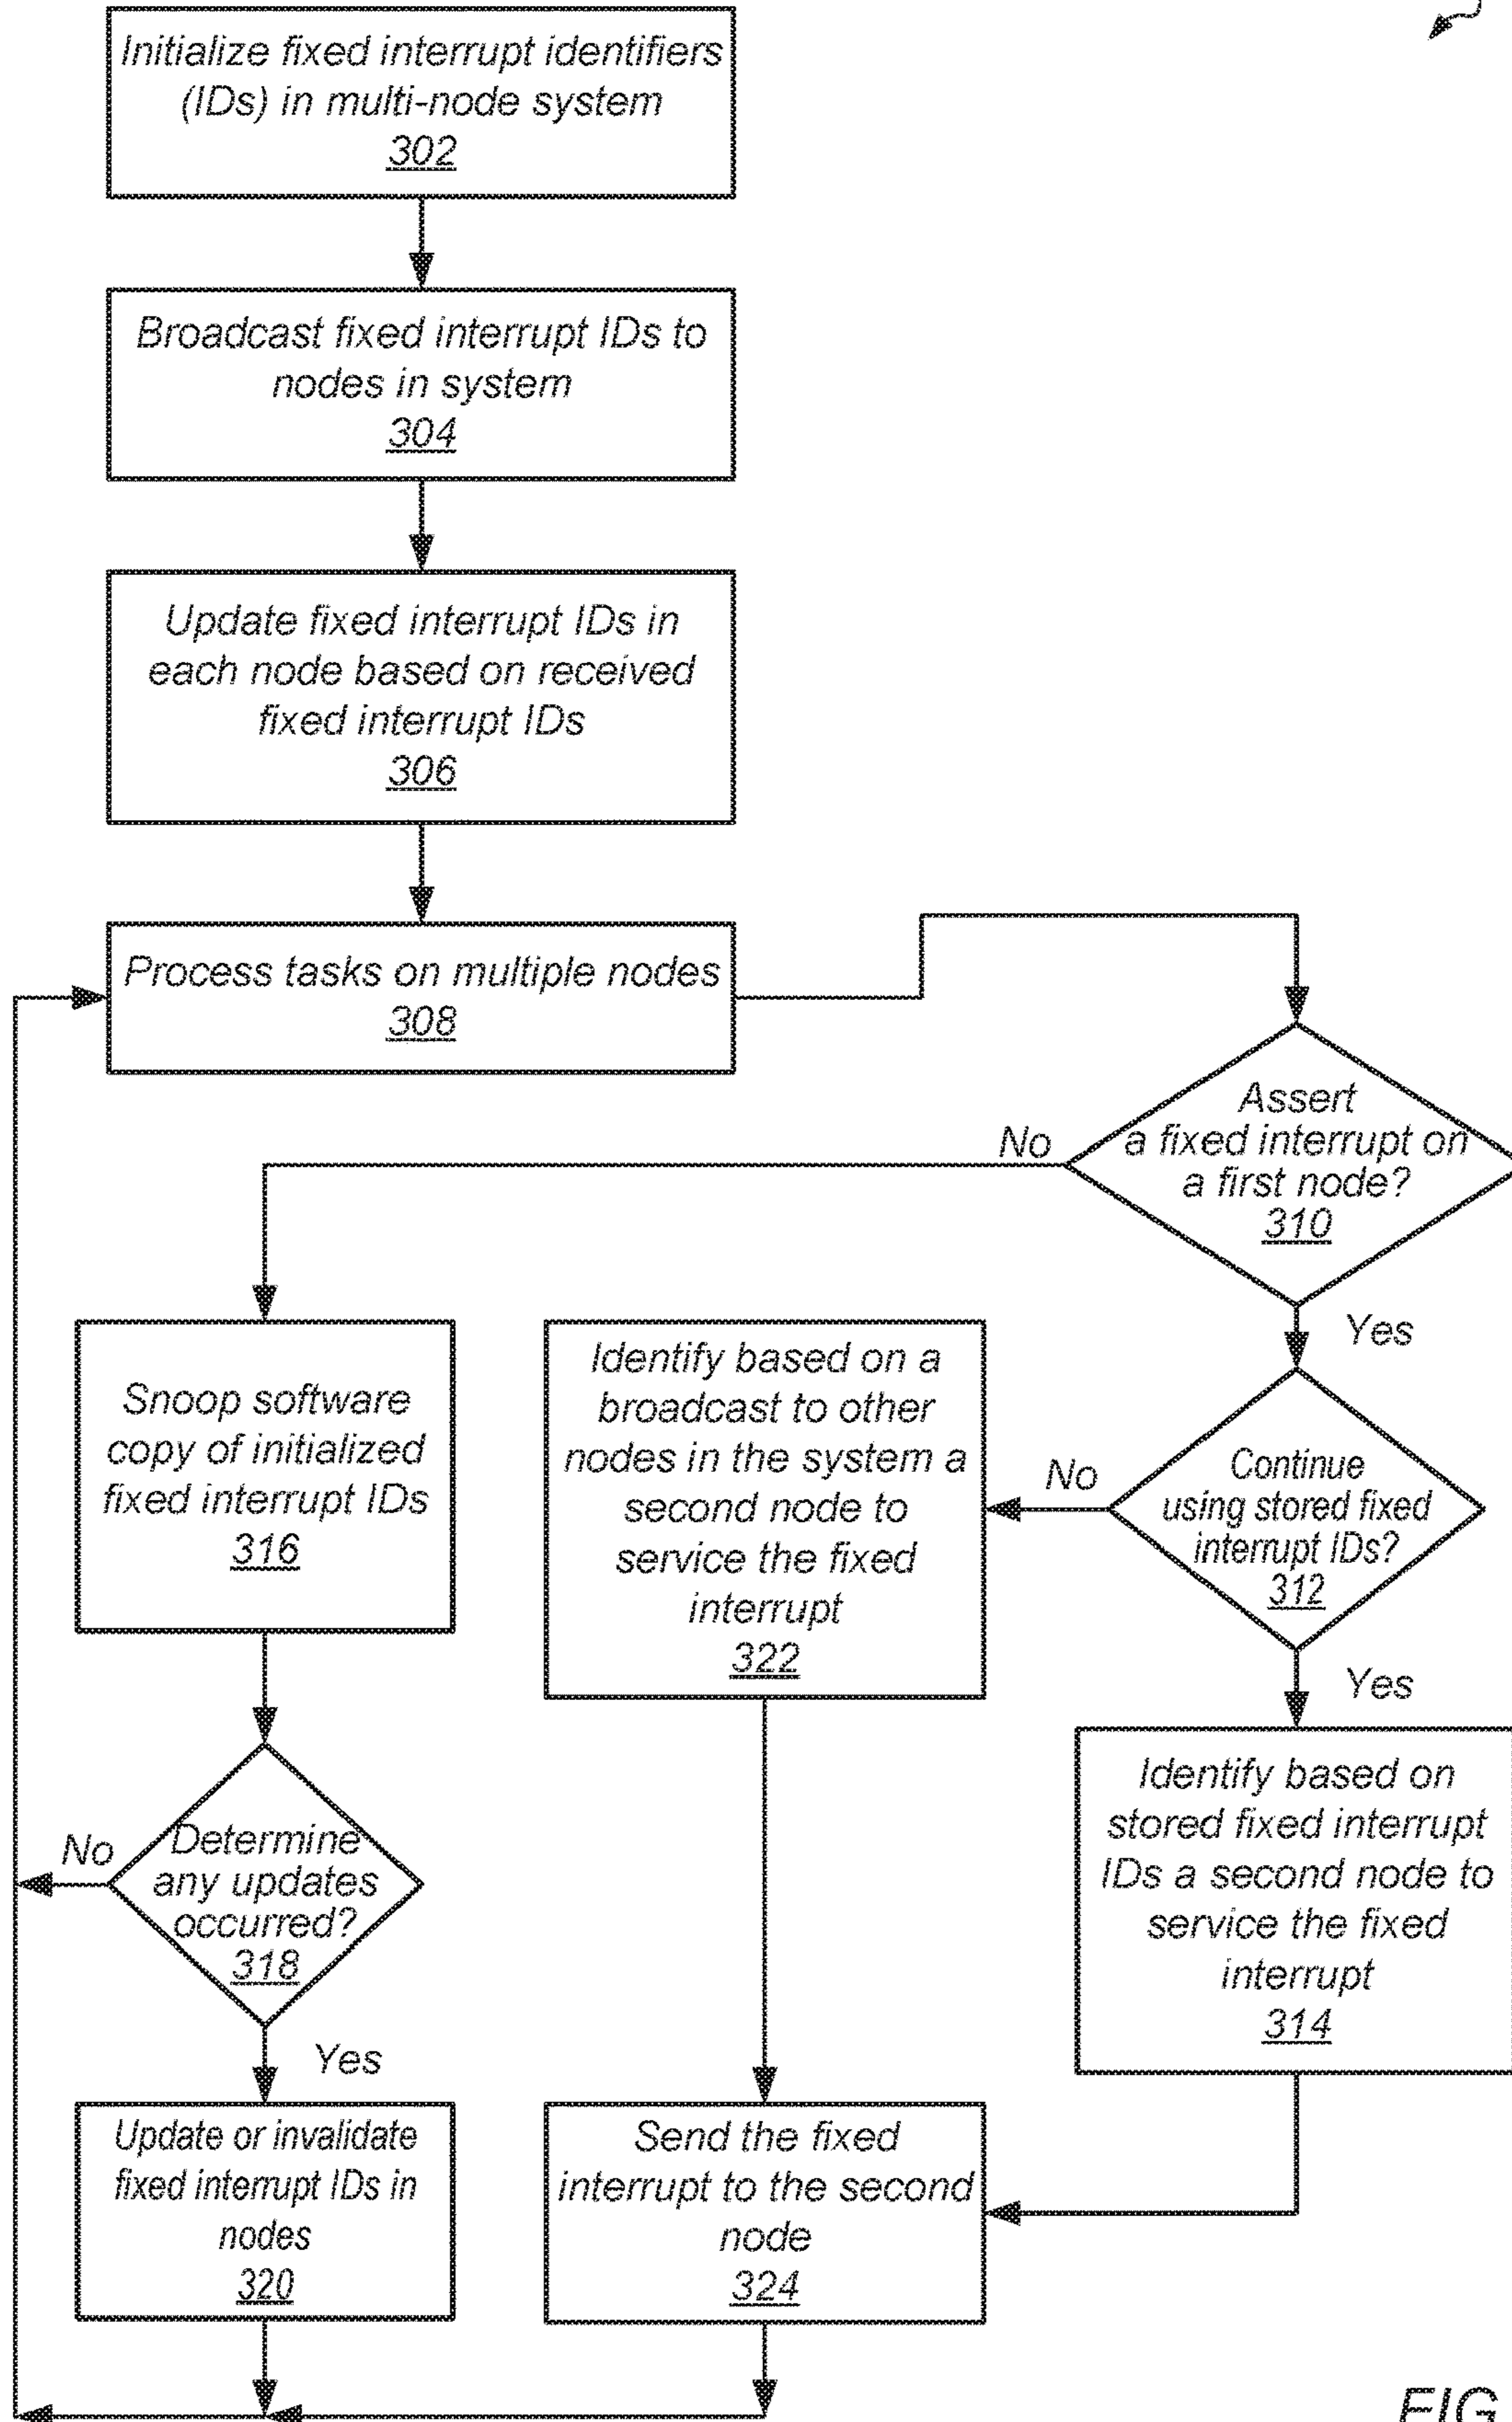 Initialize fixed interrupt identifiers
(IDs) in multi-node system
302
Broadcast fixed interrupt IDs to
nodes in system
304
Update fixed interrupt IDs in
each node based on received
fixed interrupt IDs
306
Process tasks on multiple nodes
308
Assert
a fixed interrupt on
a first node?
310
No
Yes
Continue
using stored fixed
interrupt IDs?
312
No
Yes
Identify based on
stored fixed interrupt
IDs a second node to
service the fixed
interrupt
314
Snoop software
copy of initialized
fixed interrupt IDs
316
Determine
any updates
occurred?
318
No
Yes
Update or invalidate
fixed interrupt IDs in
nodes
320
Identify based on a
broadcast to other
nodes in the system a
second node to
service the fixed
interrupt
322
Send the fixed
interrupt to the second
node
324
FIG